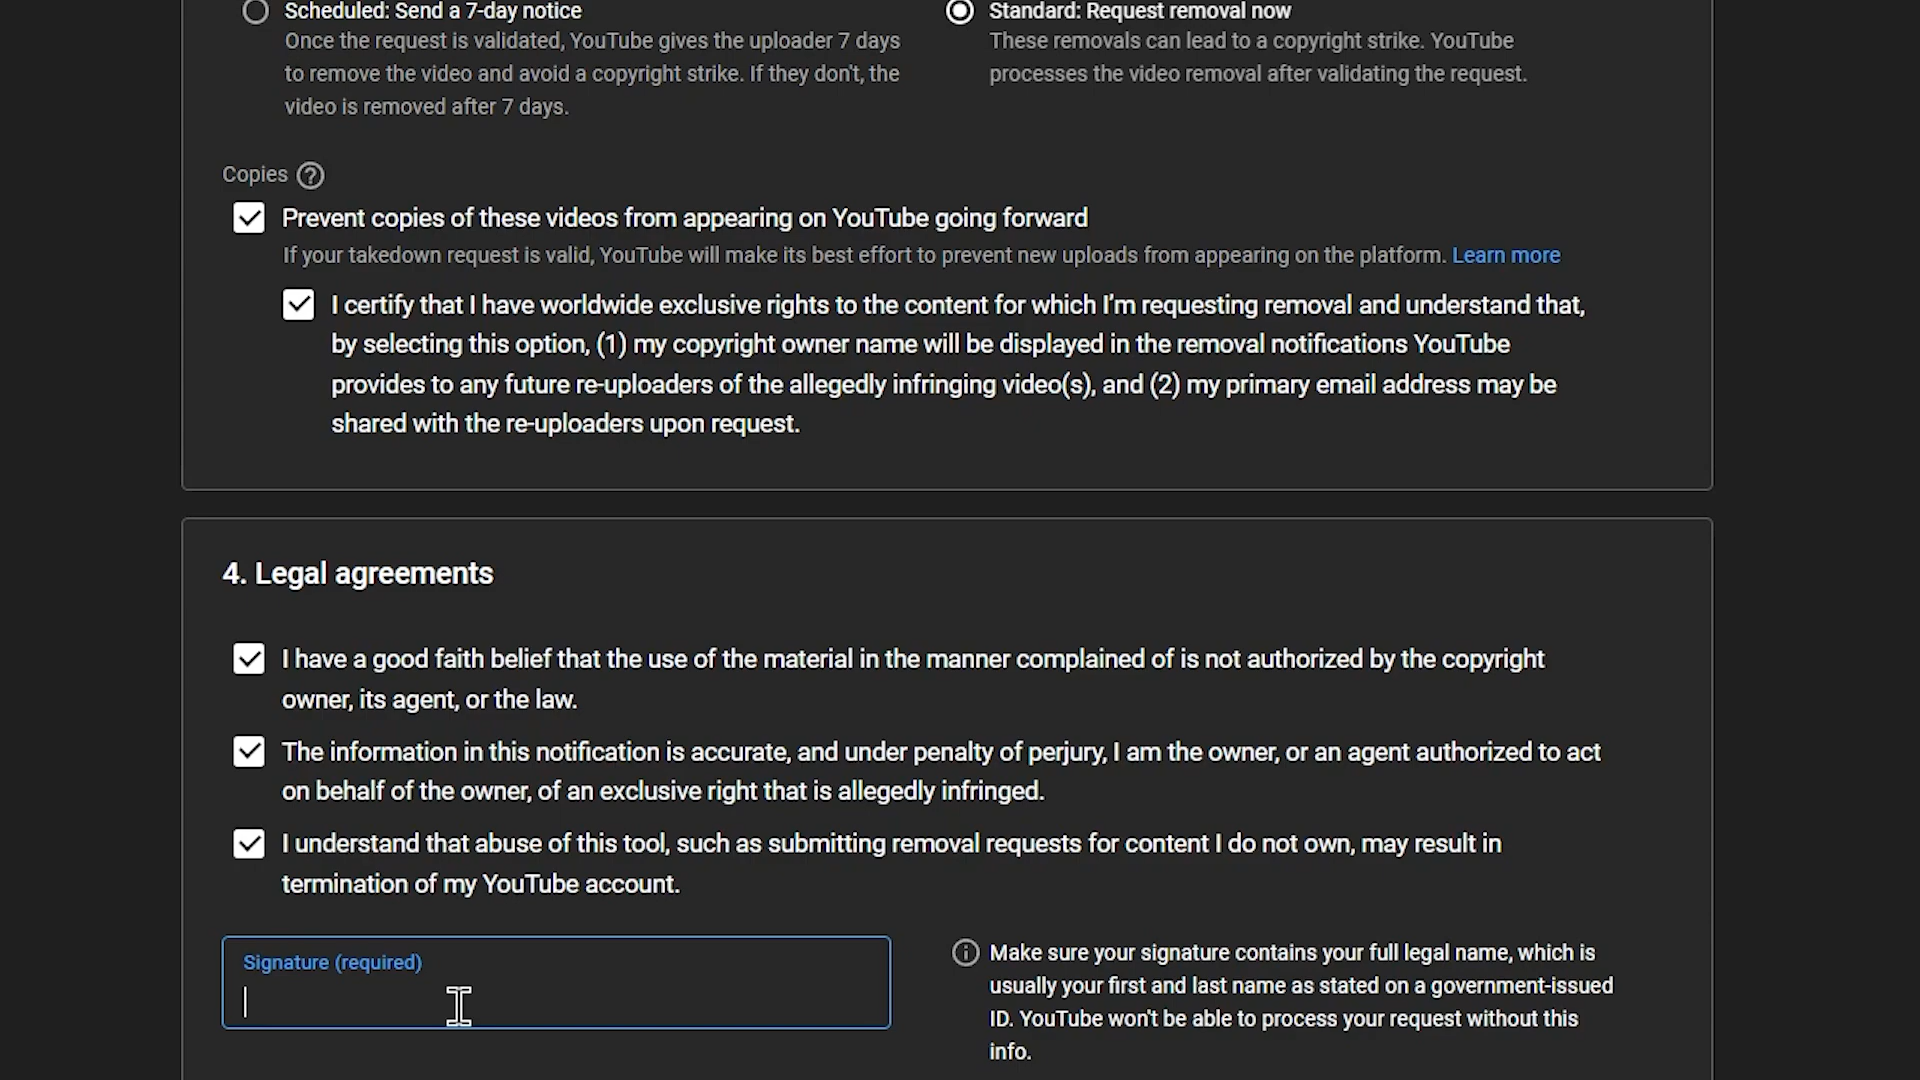 Scheduled: Send a 7-day notice
Once the request is validated, YouTube gives the uploader 7 days
to remove the video and avoid a copyright strike. If they don't, the
video is removed after 7 days.
Standard: Request removal now
These removals can lead to a copyright strike. YouTube
processes the video removal after validating the request.
Copies ?
Prevent copies of these videos from appearing on YouTube going forward
If your takedown request is valid, YouTube will make its best effort to prevent new uploads from appearing on the platform. Learn more
I certify that I have worldwide exclusive rights to the content for which I’m requesting removal and understand that,
by selecting this option, (1) my copyright owner name will be displayed in the removal notifications YouTube
provides to any future re-uploaders of the allegedly infringing video(s), and (2) my primary email address may be
shared with the re-uploaders upon request.
4. Legal agreements
I have a good faith belief that the use of the material in the manner complained of is not authorized by the copyright
owner, its agent, or the law.
The information in this notification is accurate, and under penalty of perjury, I am the owner, or an agent authorized to act
on behalf of the owner, of an exclusive right that is allegedly infringed.
I understand that abuse of this tool, such as submitting removal requests for content I do not own, may result in
termination of my YouTube account.
Signature (required)
Make sure your signature contains your full legal name, which is
usually your first and last name as stated on a government-issued
ID. YouTube won't be able to process your request without this
info.